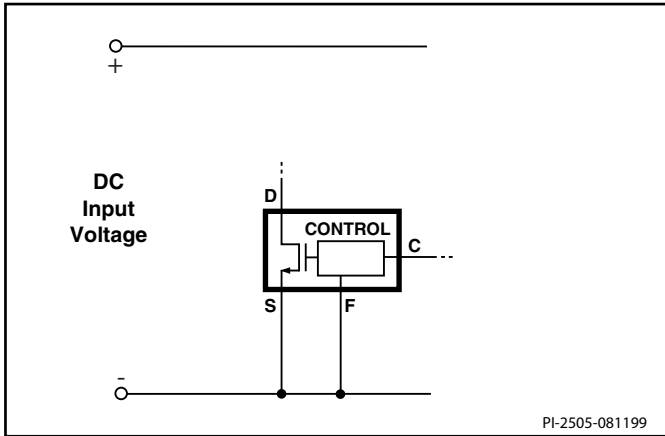 +
DC
Input
Voltage
D
CONTROL
C
S
F
-
PI-2505-081199